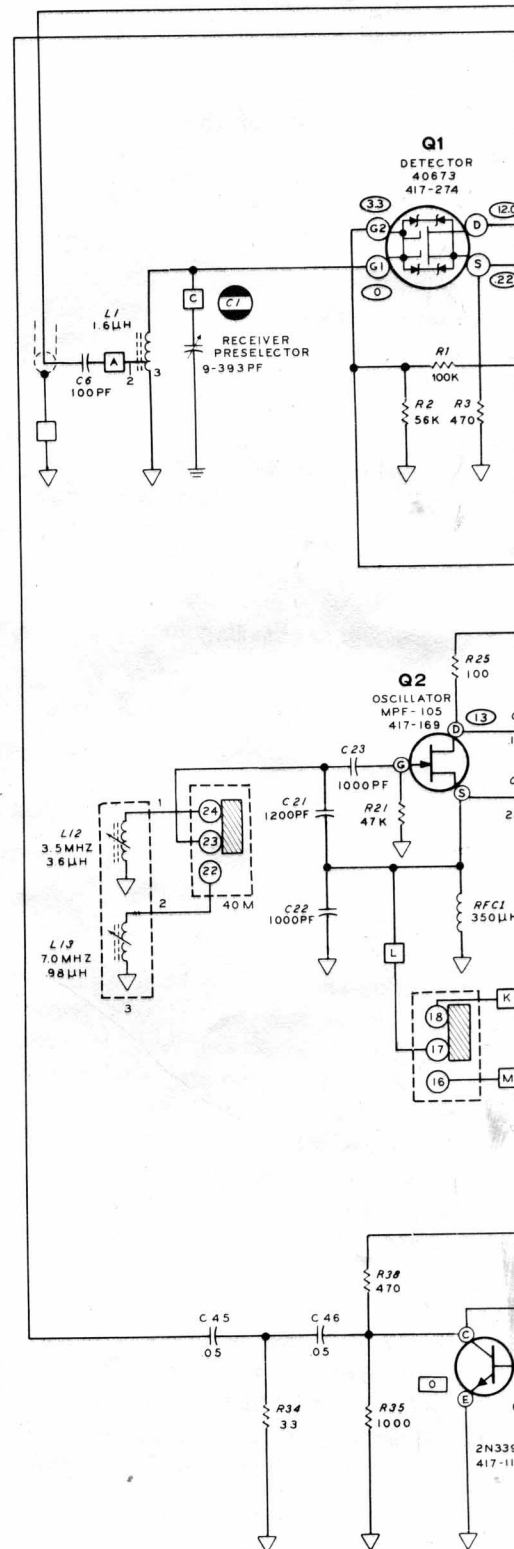 Q1
DETECTOR
40673
417-274
3.3
G2
D
12.0
G1
S
0
.22
L1
1.6µH
C
C1
RECEIVER
PRESELECTOR
9-393PF
C6
100PF
A
2
3
R1
100K
R2
56K
R3
470
R25
100
Q2
OSCILLATOR
MPF-105
417-169
13
D
C23
1000PF
G
S
C21
1200PF
R21
47K
1
24
23
22
40M
L12
3.5MHZ
3.6µH
2
L13
7.0MHZ
.98µH
3
C22
1000PF
L
RFC1
350µH
18
K
17
16
M
R38
470
C45
.05
C46
.05
C
0
E
R34
33
R35
1000
2N339
417-11